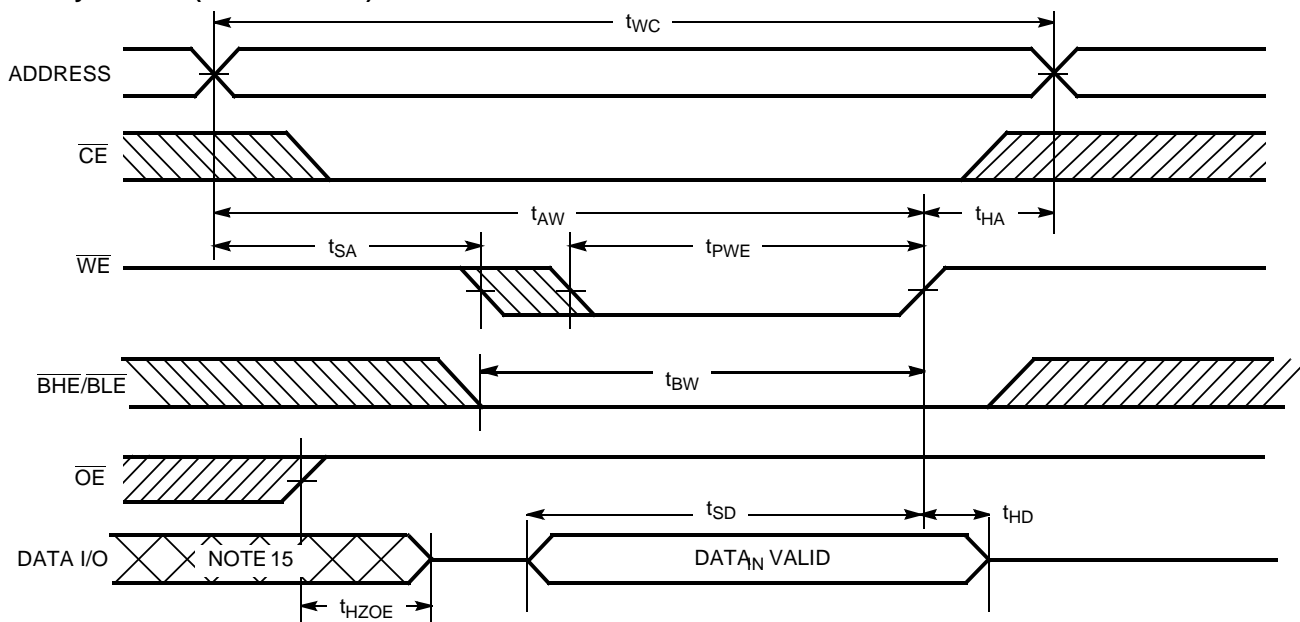 tWC
ADDRESS
CE
tAW
tHA
tSA
tPWE
WE
BHE/BLE
tBW
OE
tSD
tHD
DATA I/O
NOTE 15
DATAIN VALID
tHZOE